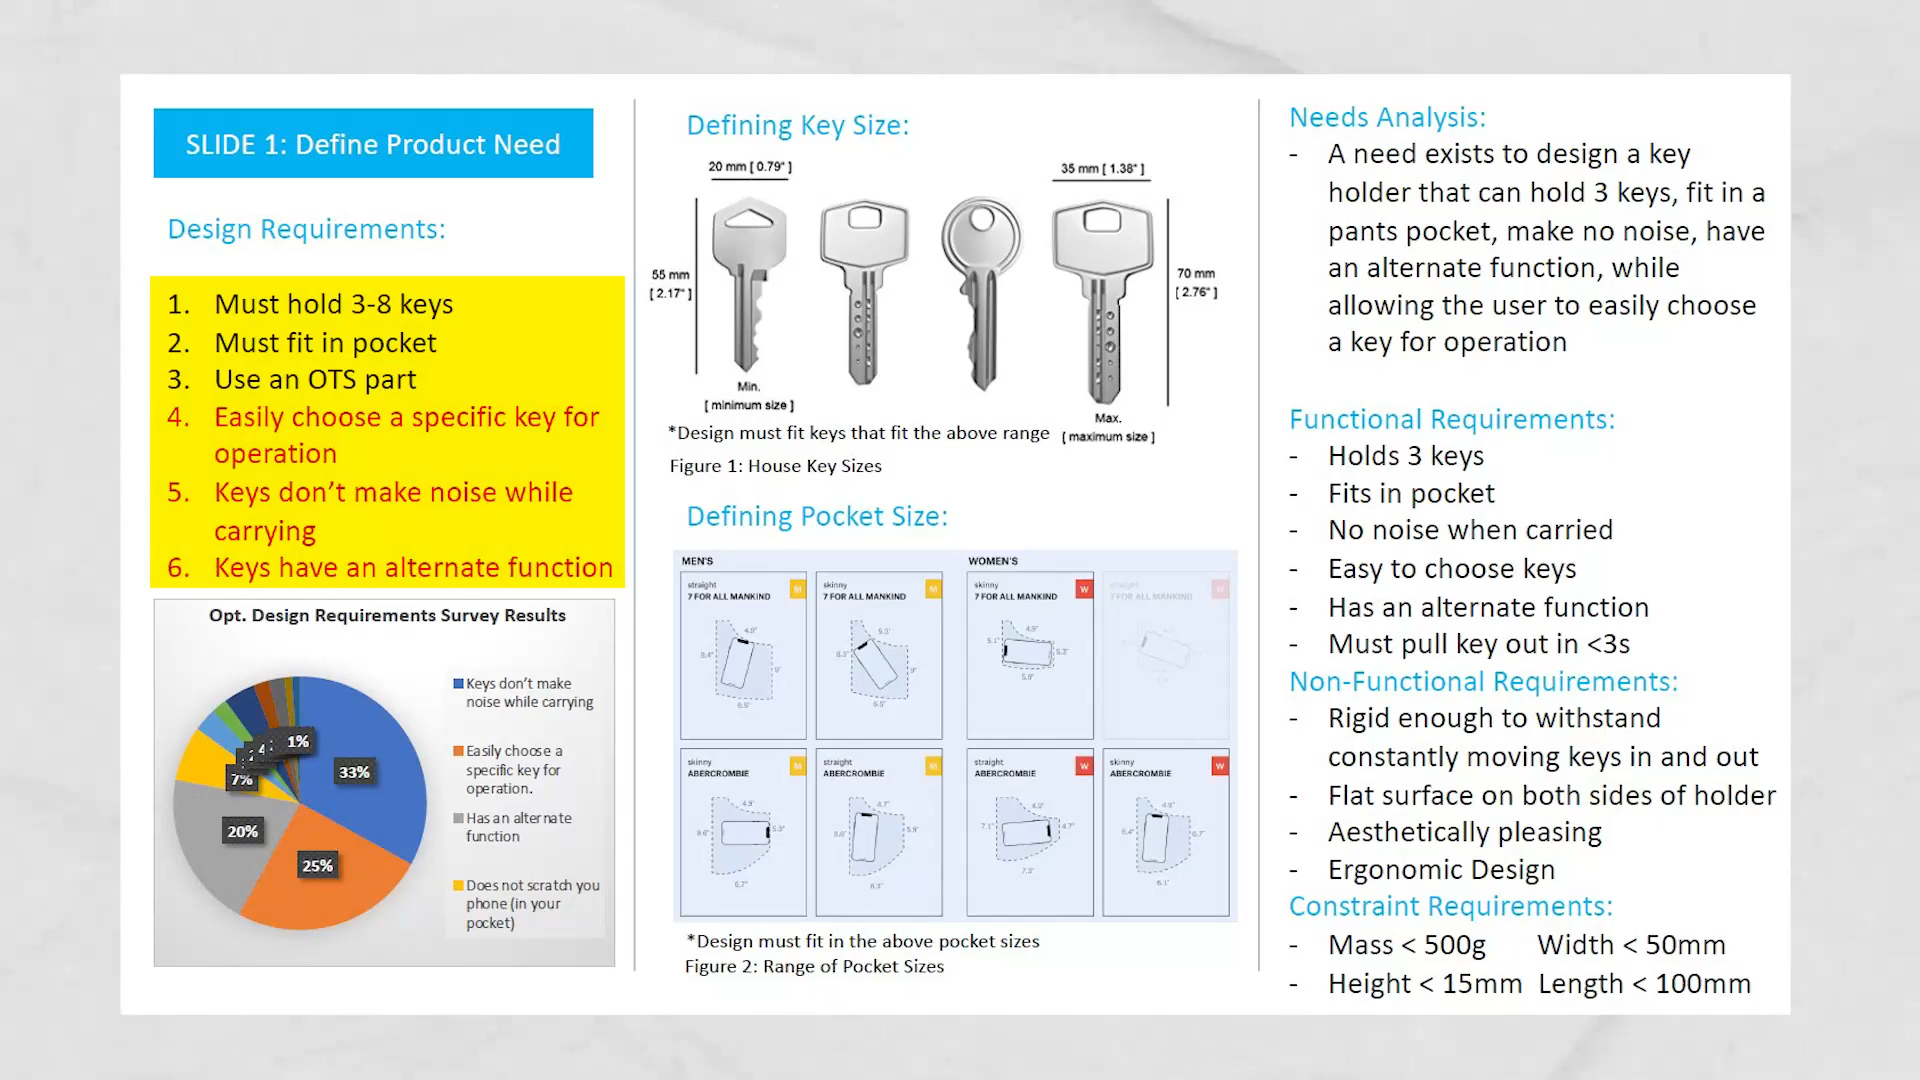 SLIDE 1: Define Product Need
Design Requirements:
1. Must hold 3-8 keys
2. Must fit in pocket
3. Use an OTS part
4. Easily choose a specific key for
operation
5. Keys don't make noise while
carrying
6. Keys have an alternate function
Opt. Design Requirements Survey Results
1%
33%
7%
20%
25%
Keys don't make
noise while carrying
Easily choose a
specific key for
operation.
Has an alternate
function
Does not scratch you
phone (in your
pocket)
Defining Key Size:
20 mm [ 0.79" ]
35 mm [ 1.38" ]
55 mm
[ 2.17" ]
70 mm
[ 2.76" ]
Min.
[ minimum size ]
Max.
[ maximum size ]
*Design must fit keys that fit the above range
Figure 1: House Key Sizes
Defining Pocket Size:
MEN'S
WOMEN'S
straight
7 FOR ALL MANKIND
M
skinny
7 FOR ALL MANKIND
M
skinny
7 FOR ALL MANKIND
W
straight
7 FOR ALL MANKIND
W
skinny
ABERCROMBIE
M
straight
ABERCROMBIE
M
straight
ABERCROMBIE
W
skinny
ABERCROMBIE
W
*Design must fit in the above pocket sizes
Figure 2: Range of Pocket Sizes
Needs Analysis:
- A need exists to design a key
holder that can hold 3 keys, fit in a
pants pocket, make no noise, have
an alternate function, while
allowing the user to easily choose
a key for operation
Functional Requirements:
- Holds 3 keys
- Fits in pocket
- No noise when carried
- Easy to choose keys
- Has an alternate function
- Must pull key out in <3s
Non-Functional Requirements:
- Rigid enough to withstand
constantly moving keys in and out
- Flat surface on both sides of holder
- Aesthetically pleasing
- Ergonomic Design
Constraint Requirements:
- Mass < 500g Width < 50mm
- Height < 15mm Length < 100mm